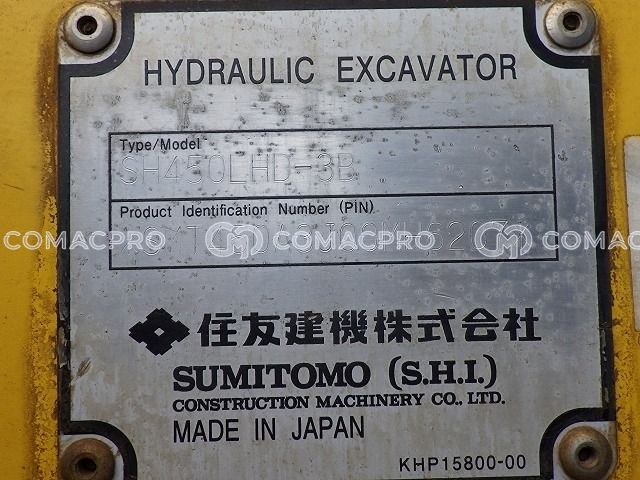 HYDRAULIC EXCAVATOR
Type/Model
SH450LHD-3B
Product Identification Number (PIN)
COMACPRO COMACPRO COMACPRO
住友建機株式会社
SUMITOMO (S.H.I.)
CONSTRUCTION MACHINERY CO., LTD.
MADE IN JAPAN
KHP15800-00